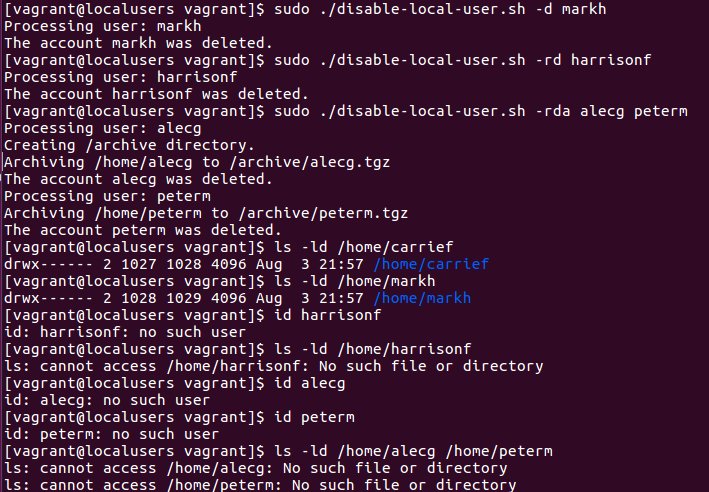 [vagrant@localusers vagrant]$ sudo ./disable-local-user.sh -d markh
Processing user: markh
The account markh was deleted.
[vagrant@localusers vagrant]$ sudo ./disable-local-user.sh -rd harrisonf
Processing user: harrisonf
The account harrisonf was deleted.
[vagrant@localusers vagrant]$ sudo ./disable-local-user.sh -rda alecg peterm
Processing user: alecg
Creating /archive directory.
Archiving /home/alecg to /archive/alecg.tgz
The account alecg was deleted.
Processing user: peterm
Archiving /home/peterm to /archive/peterm.tgz
The account peterm was deleted.
[vagrant@localusers vagrant]$ ls -ld /home/carrief
drwx------ 2 1027 1028 4096 Aug  3 21:57 /home/carrief
[vagrant@localusers vagrant]$ ls -ld /home/markh
drwx------ 2 1028 1029 4096 Aug  3 21:57 /home/markh
[vagrant@localusers vagrant]$ id harrisonf
id: harrisonf: no such user
[vagrant@localusers vagrant]$ ls -ld /home/harrisonf
ls: cannot access /home/harrisonf: No such file or directory
[vagrant@localusers vagrant]$ id alecg
id: alecg: no such user
[vagrant@localusers vagrant]$ id peterm
id: peterm: no such user
[vagrant@localusers vagrant]$ ls -ld /home/alecg /home/peterm
ls: cannot access /home/alecg: No such file or directory
ls: cannot access /home/peterm: No such file or directory